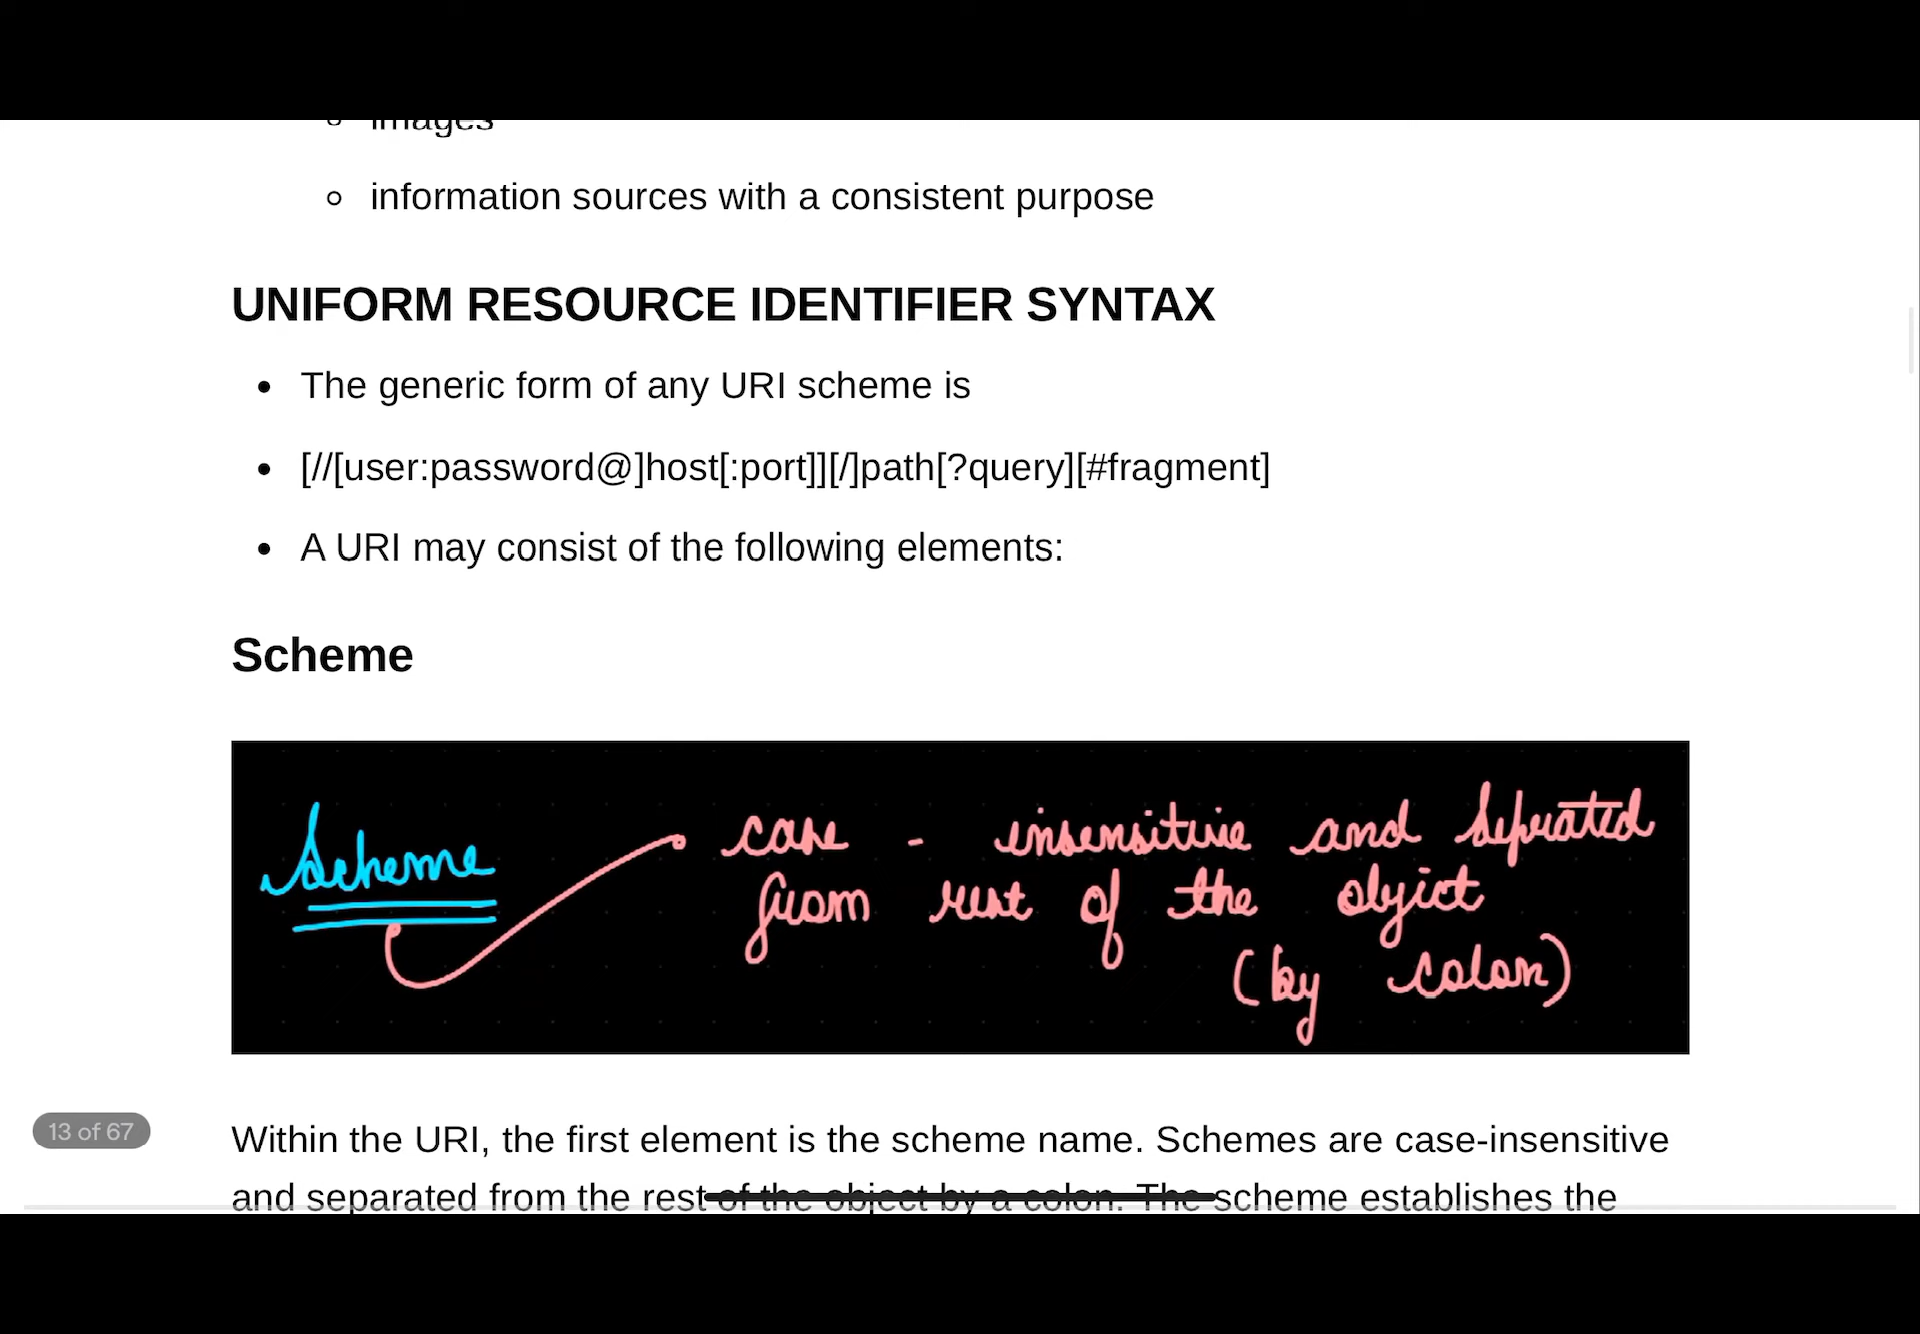 images
information sources with a consistent purpose
UNIFORM RESOURCE IDENTIFIER SYNTAX
The generic form of any URI scheme is
[//[user:password@]host[:port]][/]path[?query][#fragment]
A URI may consist of the following elements:
Scheme
Scheme case - insensitive and seperated
from rest of the object
(by colon)
13 of 67
Within the URI, the first element is the scheme name. Schemes are case-insensitive
and separated from the rest of the object by a colon. The scheme establishes the